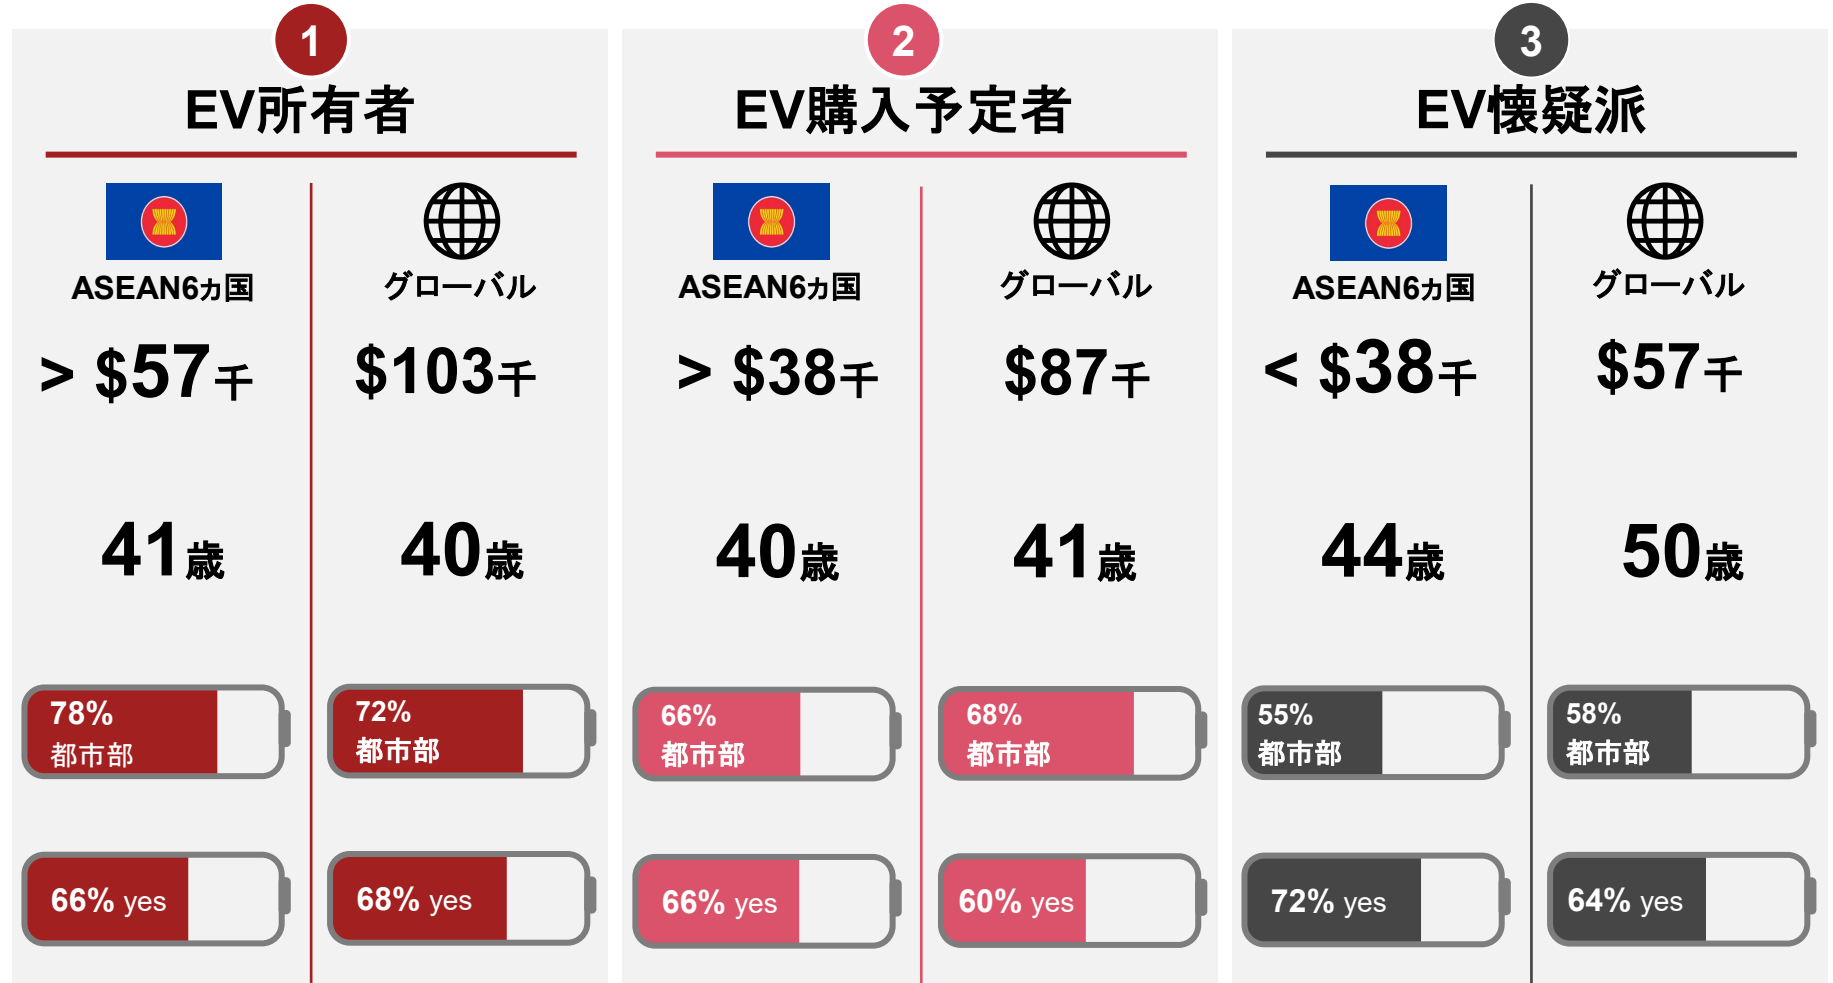 1
EV所有者
ASEAN6ヵ国
グローバル
> $57千
$103千
41歳
40歳
78%
都市部
72%
都市部
66% yes
68% yes
2
EV購入予定者
ASEAN6ヵ国
グローバル
> $38千
$87千
40歳
41歳
66%
都市部
68%
都市部
66% yes
60% yes
3
EV懐疑派
ASEAN6ヵ国
グローバル
< $38千
$57千
44歳
50歳
55%
都市部
58%
都市部
72% yes
64% yes